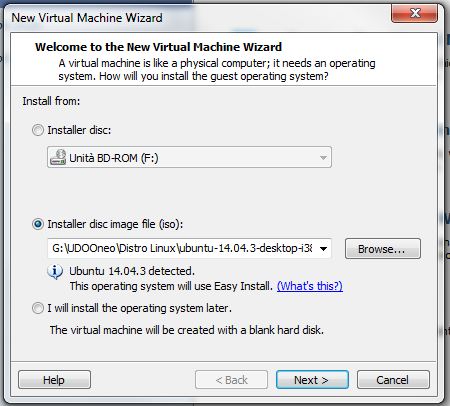 New Virtual Machine Wizard
Welcome to the New Virtual Machine Wizard
A virtual machine is like a physical computer; it needs an operating
system. How will you install the guest operating system?
Install from:
Installer disc:
Unità BD-ROM (F:)
Installer disc image file (iso):
G:\UDOOneo\Distro Linux\ubuntu-14.04.3-desktop-i38
Browse...
Ubuntu 14.04.3 detected.
This operating system will use Easy Install. (What's this?)
I will install the operating system later.
The virtual machine will be created with a blank hard disk.
Help
< Back
Next >
Cancel